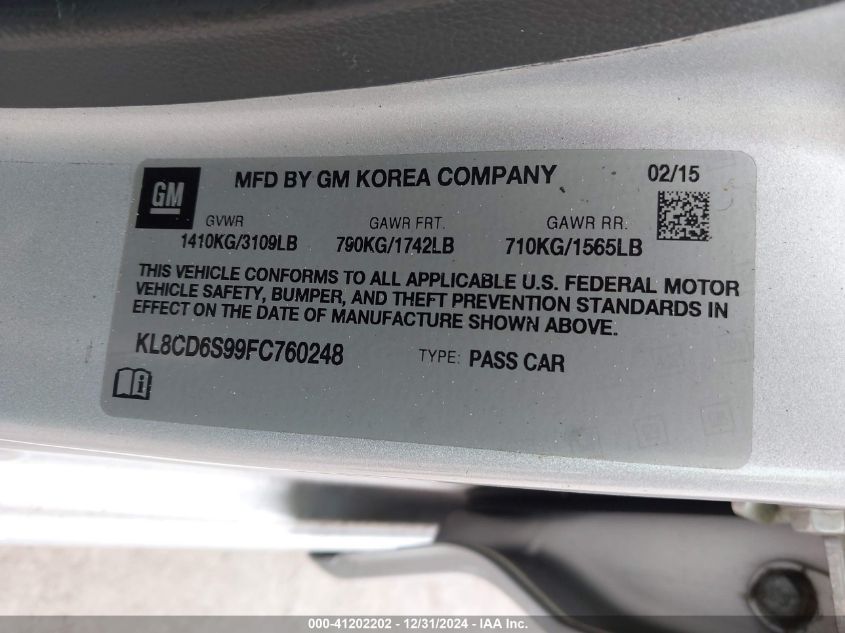 GM
MFD BY GM KOREA COMPANY 02/15
GVWR GAWR FRT. GAWR RR.
1410KG/3109LB 790KG/1742LB 710KG/1565LB
THIS VEHICLE CONFORMS TO ALL APPLICABLE U.S. FEDERAL MOTOR
VEHICLE SAFETY, BUMPER, AND THEFT PREVENTION STANDARDS IN
EFFECT ON THE DATE OF MANUFACTURE SHOWN ABOVE.
KL8CD6S99FC760248 TYPE: PASS CAR
000-41202202 - 12/31/2024 - IAA Inc.